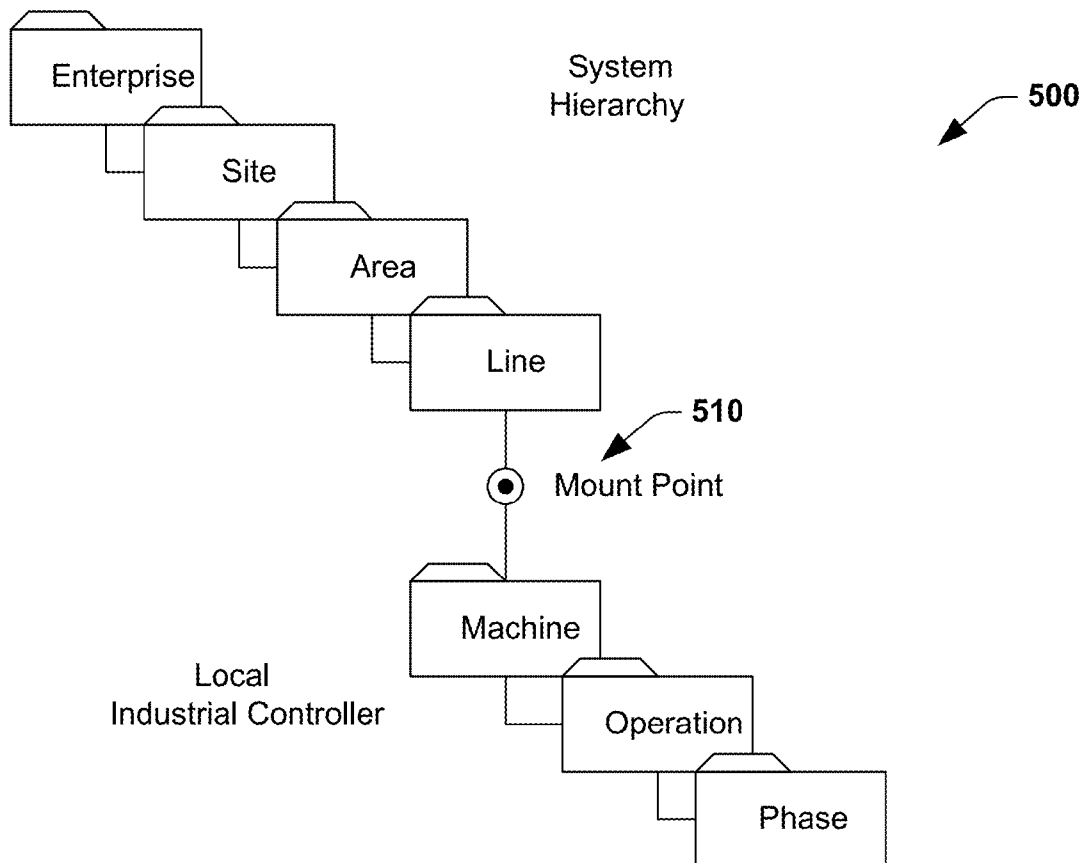 Enterprise
System
Hierarchy
500
Site
Area
Line
510
Mount Point
Machine
Local
Industrial Controller
Operation
Phase